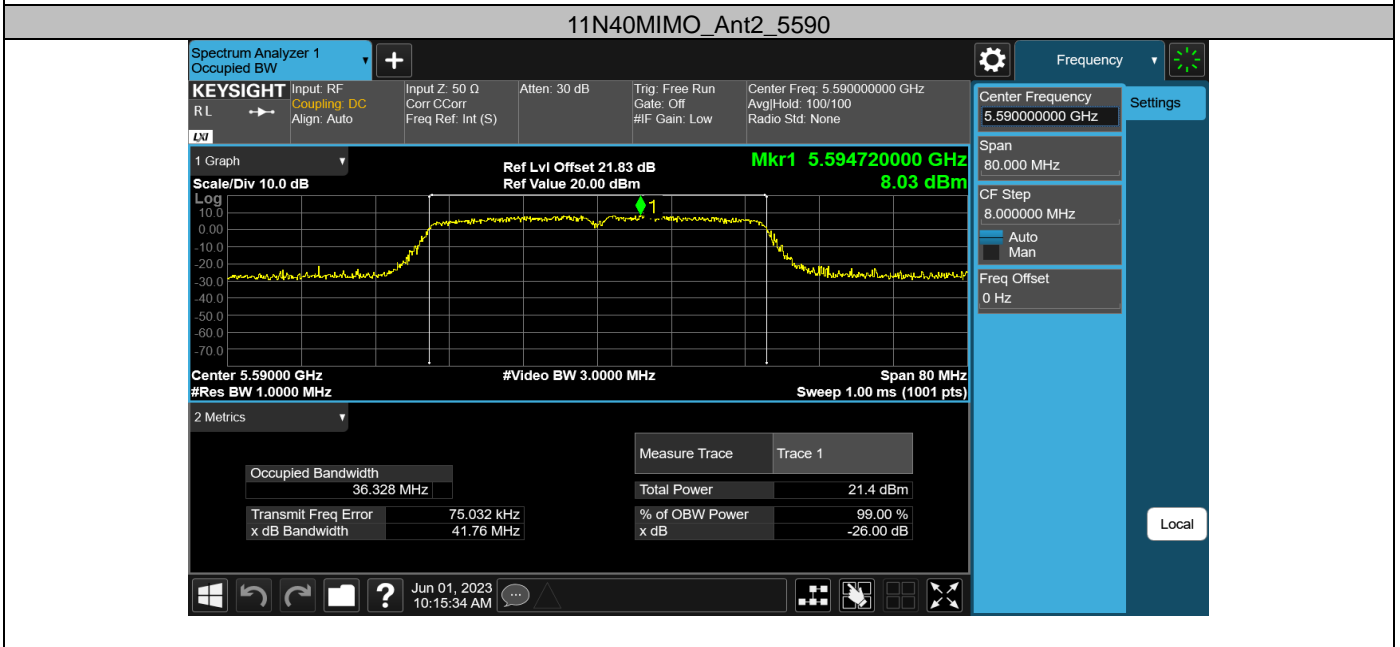 11N40MIMO_Ant2_5590
Spectrum Analyzer 1
Occupied BW
Frequency
KEYSIGHT
R L
LXI
Input: RF
Coupling: DC
Align: Auto
Input Z: 50 Ω
Corr CCorr
Freq Ref: Int (S)
Atten: 30 dB
Trig: Free Run
Gate: Off
#IF Gain: Low
Center Freq: 5.590000000 GHz
Avg|Hold: 100/100
Radio Std: None
Center Frequency
5.590000000 GHz
Settings
Span
80.000 MHz
CF Step
8.000000 MHz
Auto
Man
Freq Offset
0 Hz
Local
1 Graph
Scale/Div 10.0 dB
Ref Lvl Offset 21.83 dB
Ref Value 20.00 dBm
Mkr1 5.594720000 GHz
8.03 dBm
Log
10.0
0.00
-10.0
-20.0
-30.0
-40.0
-50.0
-60.0
-70.0
1
Center 5.59000 GHz
#Res BW 1.0000 MHz
#Video BW 3.0000 MHz
Span 80 MHz
Sweep 1.00 ms (1001 pts)
2 Metrics
Measure Trace Trace 1
Occupied Bandwidth
36.328 MHz
Total Power 21.4 dBm
Transmit Freq Error 75.032 kHz
% of OBW Power 99.00 %
x dB Bandwidth 41.76 MHz
x dB -26.00 dB
?
Jun 01, 2023
10:15:34 AM